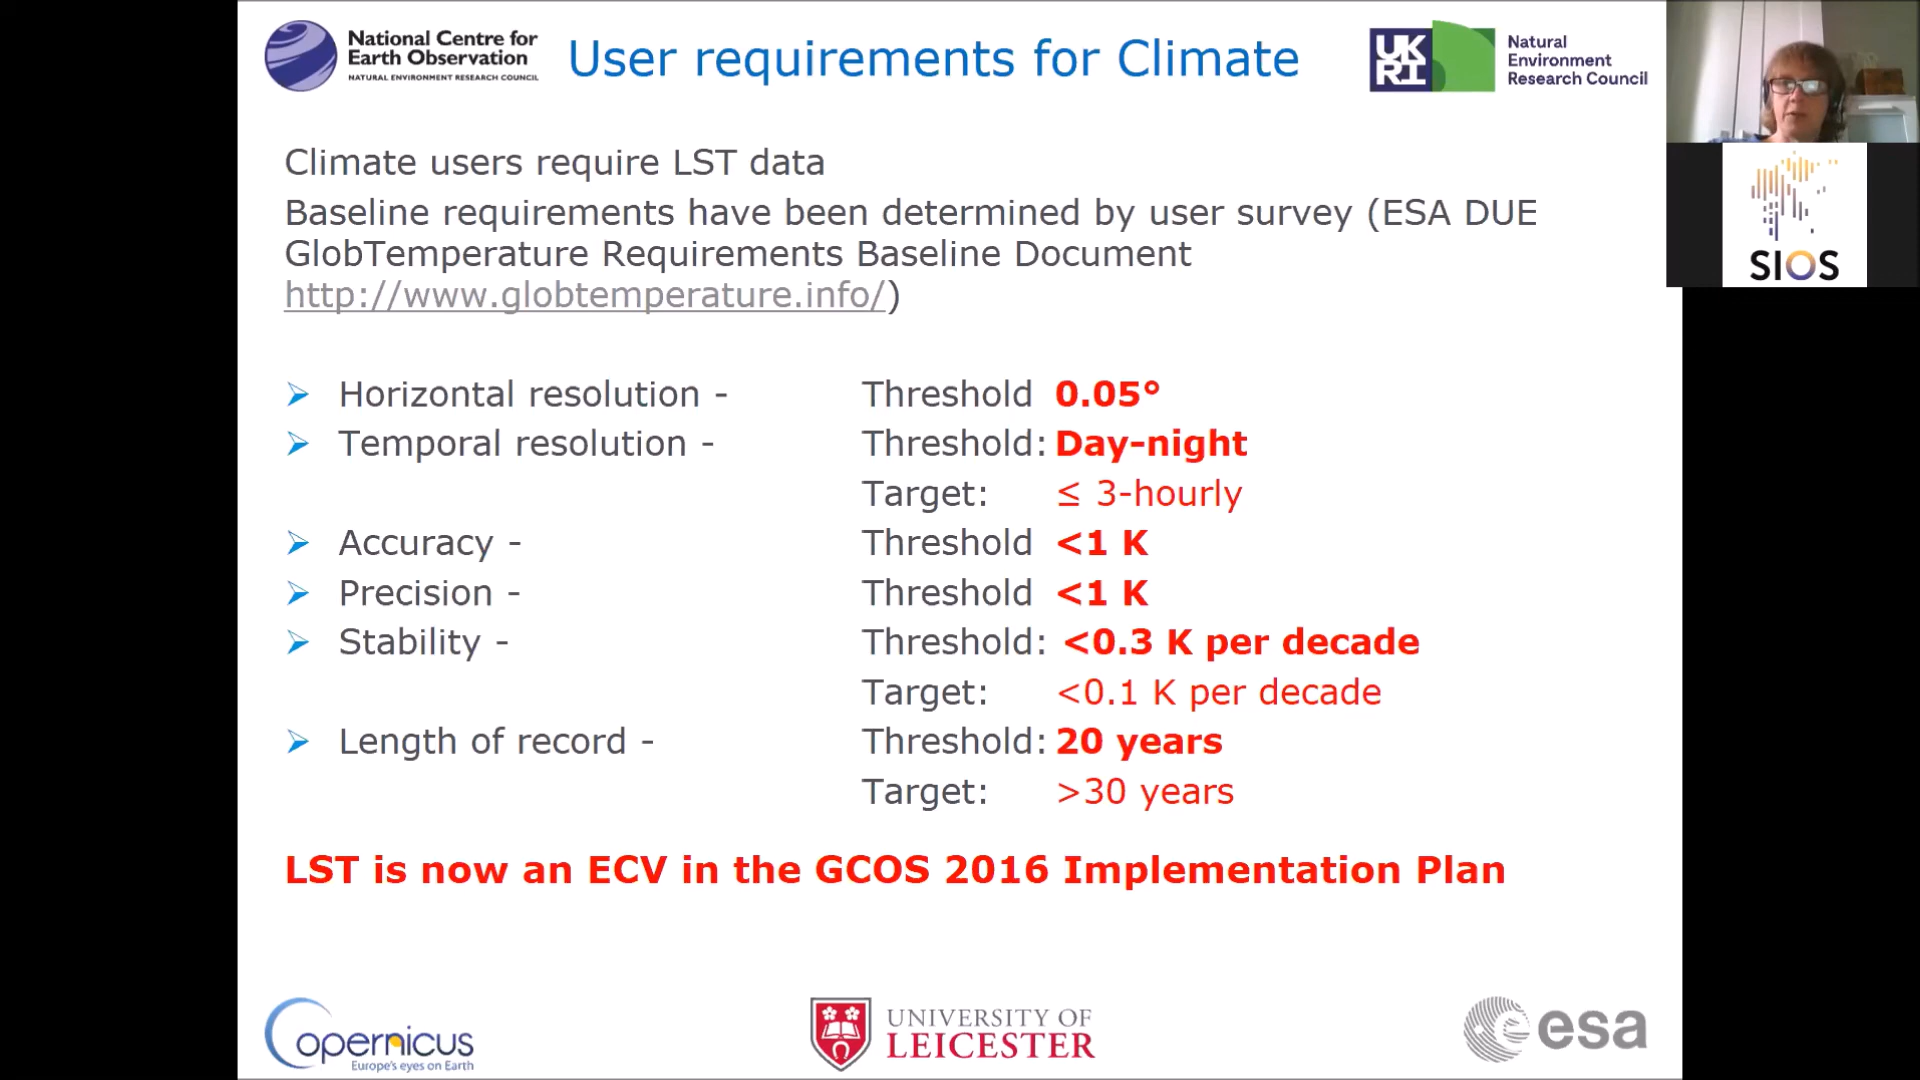 National Centre for
Earth Observation
NATURAL ENVIRONMENT RESEARCH COUNCIL
User requirements for Climate
UK
RI
Natural
Environment
Research Council
SIOS
Climate users require LST data
Baseline requirements have been determined by user survey (ESA DUE
GlobTemperature Requirements Baseline Document
http://www.globtemperature.info/)
Horizontal resolution - Threshold 0.05°
Temporal resolution - Threshold: Day-night
Target: ≤ 3-hourly
Accuracy - Threshold <1 K
Precision - Threshold <1 K
Stability - Threshold: <0.3 K per decade
Target: <0.1 K per decade
Length of record - Threshold: 20 years
Target: >30 years
LST is now an ECV in the GCOS 2016 Implementation Plan
Copernicus
Europe's eyes on Earth
UNIVERSITY OF
LEICESTER
esa